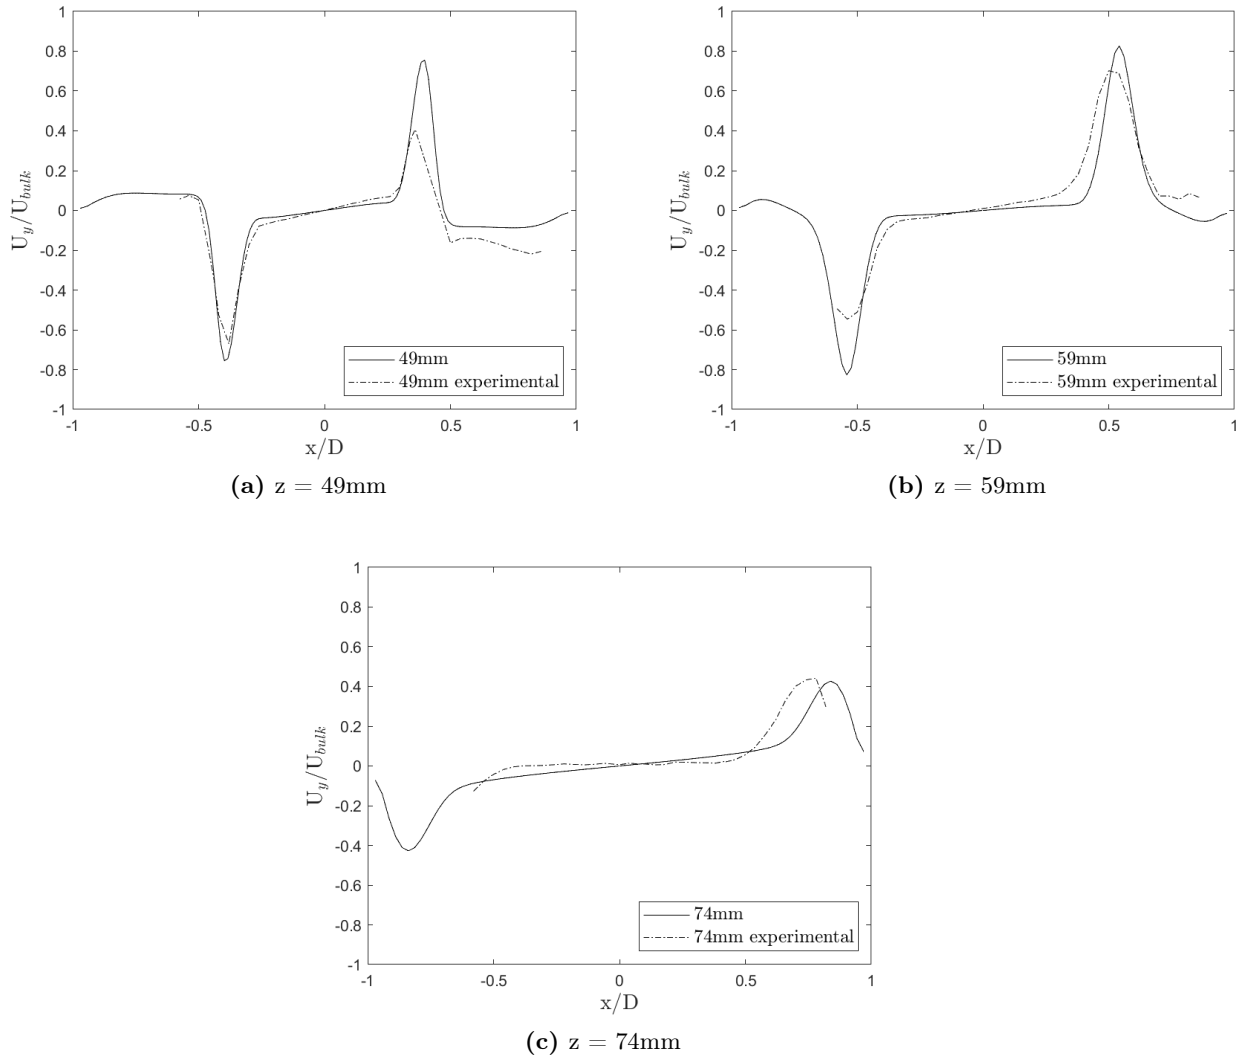 1
0.8
0.6
0.4
0.2
0
-0.2
-0.4
-0.6
-0.8
-1
U_y/U_bulk
-1 -0.5 0 0.5 1
x/D
49mm
49mm experimental
(a) z = 49mm
1
0.8
0.6
0.4
0.2
0
-0.2
-0.4
-0.6
-0.8
-1
U_y/U_bulk
-1 -0.5 0 0.5 1
x/D
59mm
59mm experimental
(b) z = 59mm
1
0.8
0.6
0.4
0.2
0
-0.2
-0.4
-0.6
-0.8
-1
U_y/U_bulk
-1 -0.5 0 0.5 1
x/D
74mm
74mm experimental
(c) z = 74mm